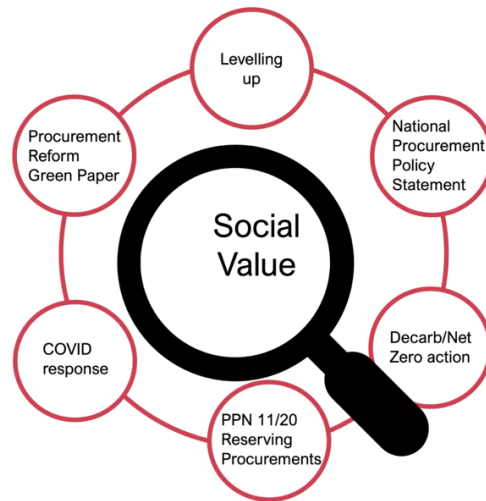 Levelling
up
National
Procurement
Policy
Statement
Decarb/Net
Zero action
PPN 11/20
Reserving
Procurements
COVID
response
Procurement
Reform
Green Paper
Social
Value